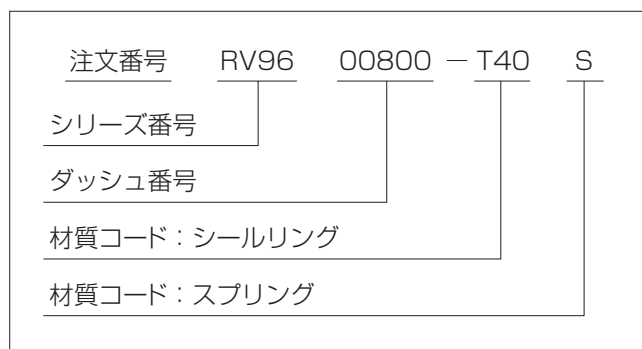 注文番号 RV96 00800 － T40 S
シリーズ番号
ダッシュ番号
材質コード：シールリング
材質コード：スプリング